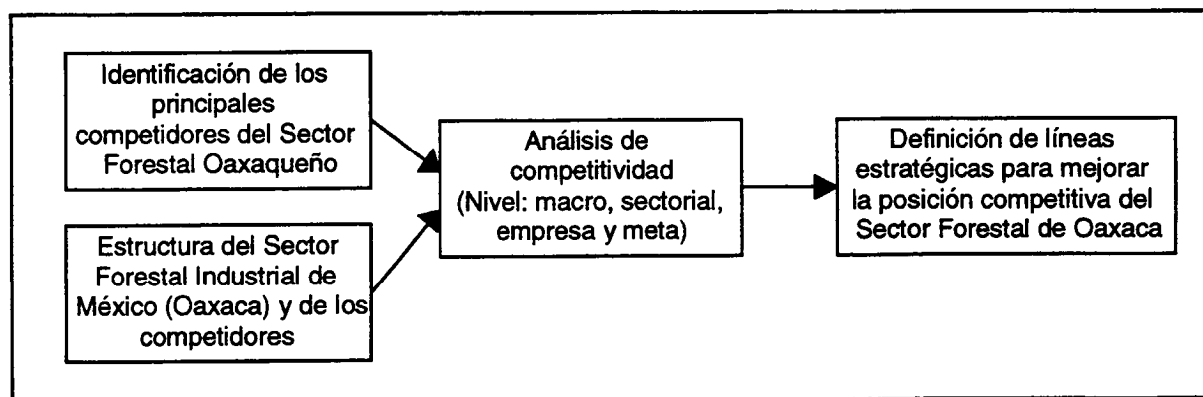 Identificación de los
principales
competidores del Sector
Forestal Oaxaqueño
Estructura del Sector
Forestal Industrial de
México (Oaxaca) y de los
competidores
Análisis de
competitividad
(Nivel: macro, sectorial,
empresa y meta)
Definición de líneas
estratégicas para mejorar
la posición competitiva del
Sector Forestal de Oaxaca